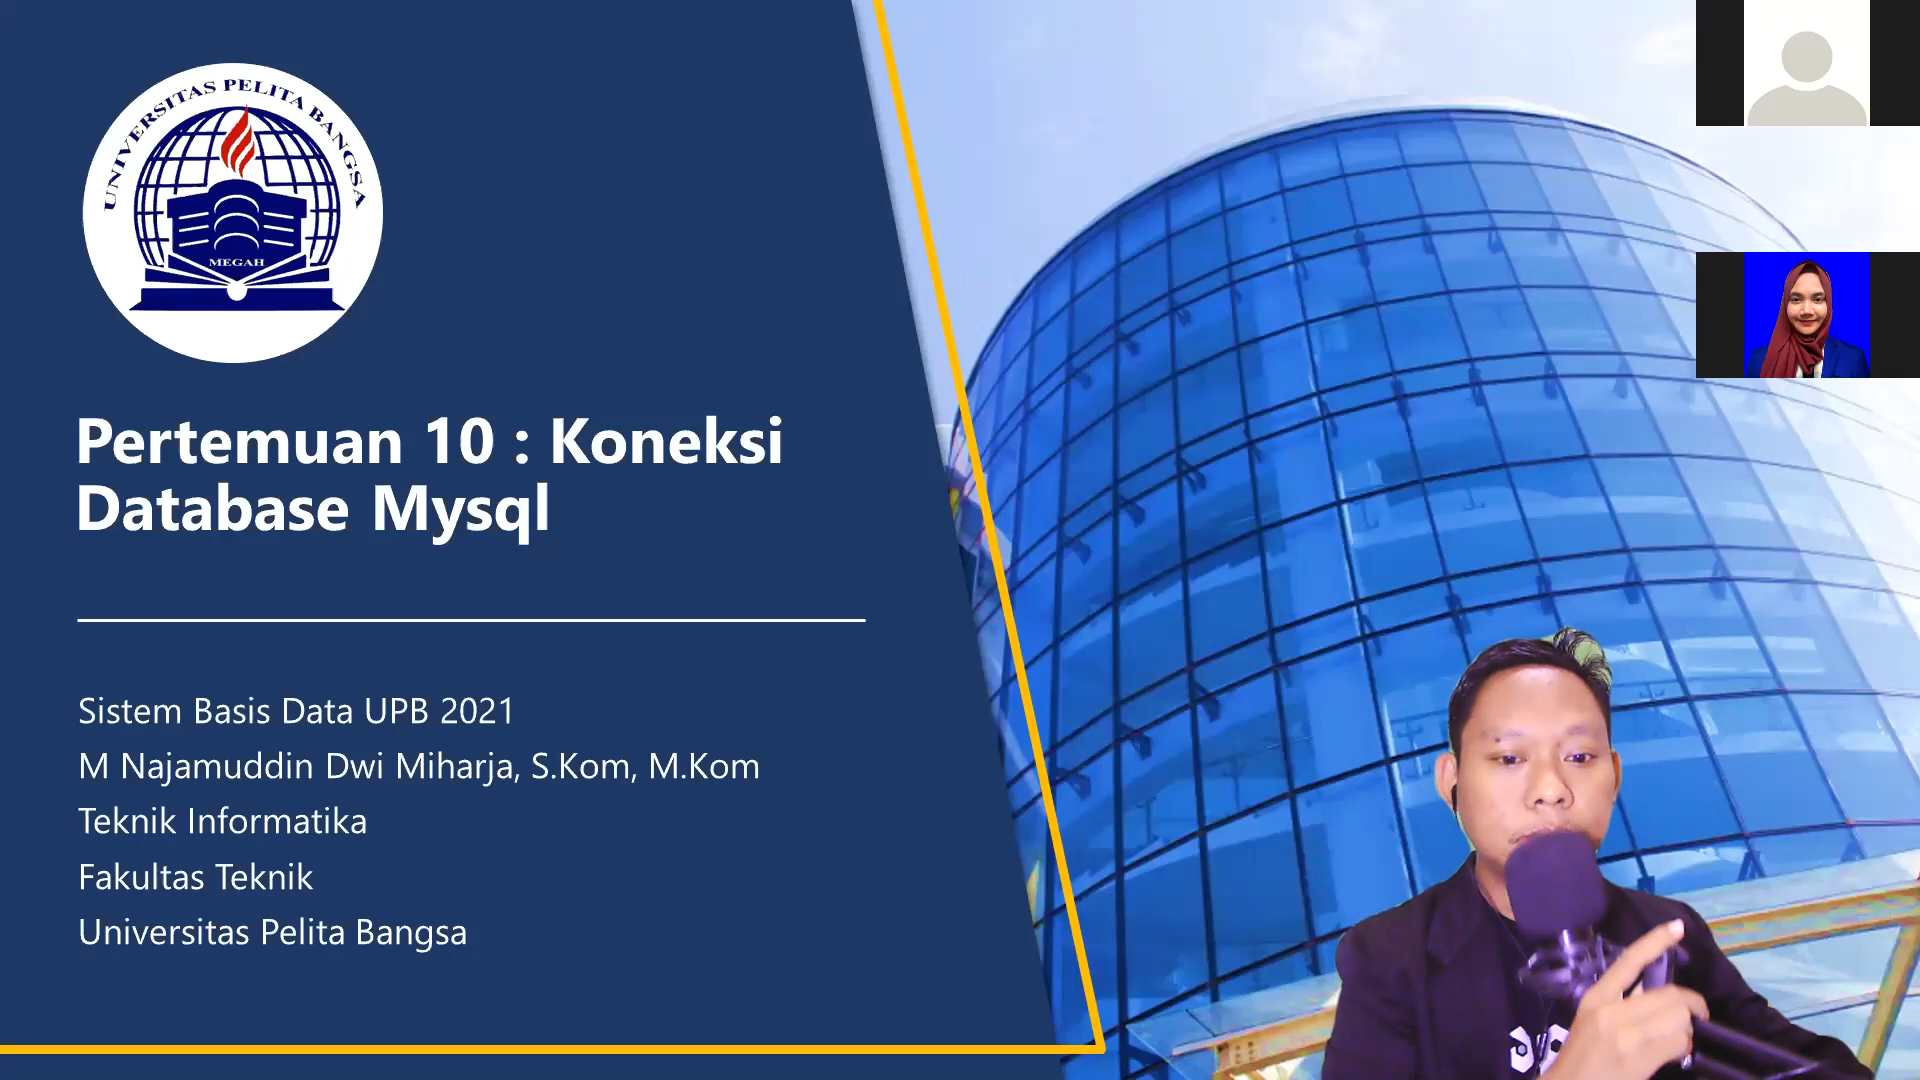 UNIVERSITAS PELITA BANGSA
MEGAH
Pertemuan 10 : Koneksi
Database Mysql
Sistem Basis Data UPB 2021
M Najamuddin Dwi Miharja, S.Kom, M.Kom
Teknik Informatika
Fakultas Teknik
Universitas Pelita Bangsa